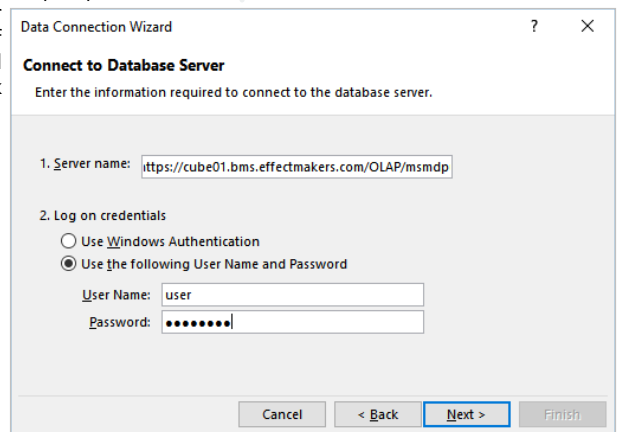 Data Connection Wizard ? ×
Connect to Database Server
Enter the information required to connect to the database server.
1. Server name: ttps://cube01.bms.effectmakers.com/OLAP/msmdp
2. Log on credentials
Use Windows Authentication
Use the following User Name and Password
User Name: user
Password: ●●●●●●●●
Cancel < Back Next > Finish